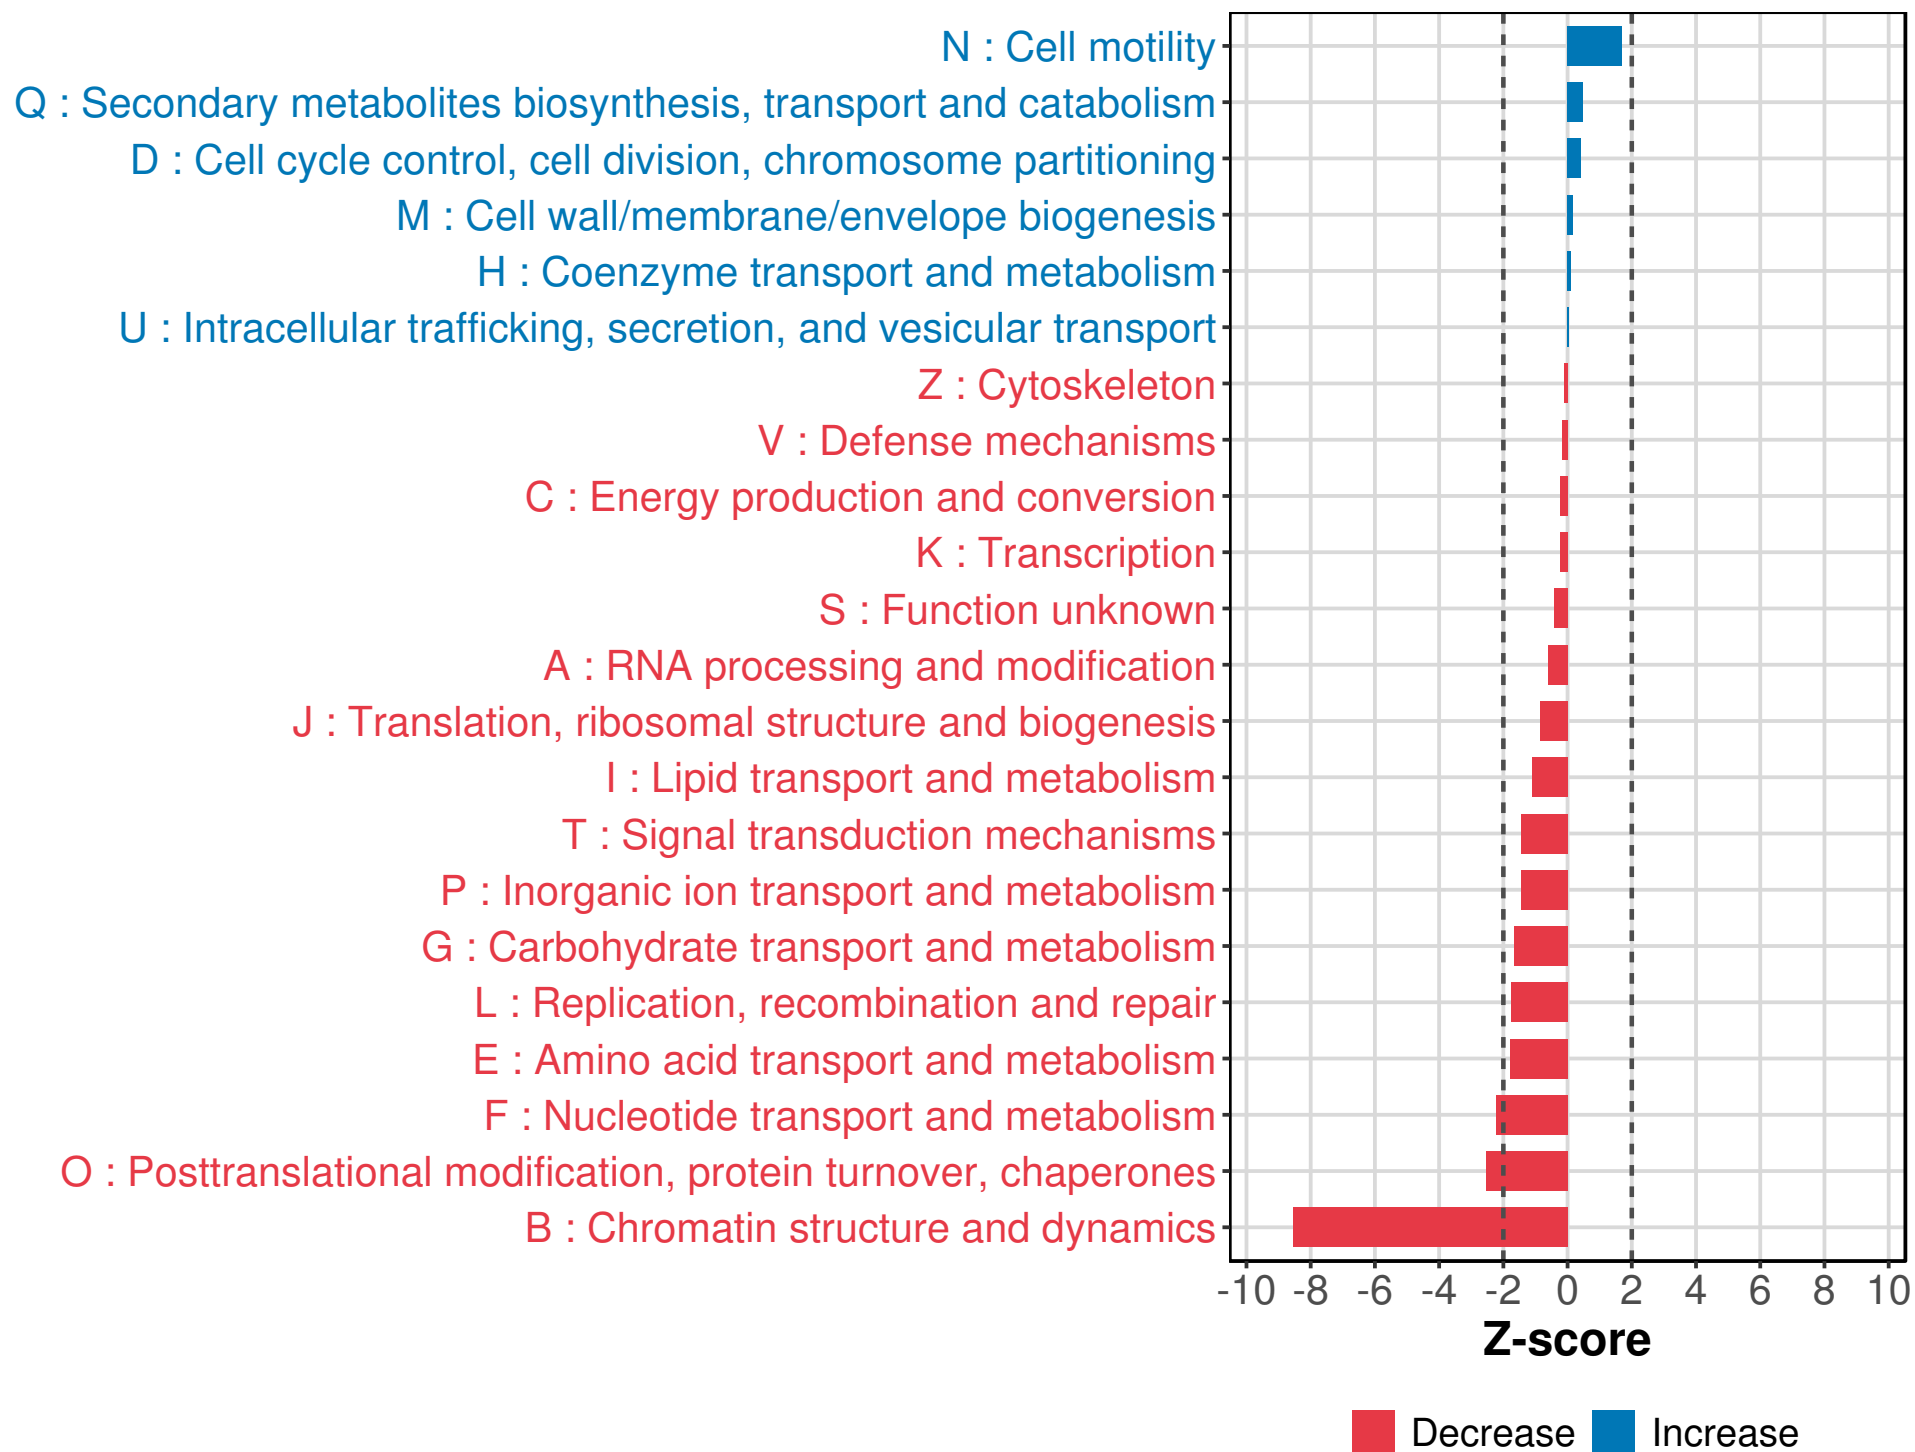 N : Cell motility
Q : Secondary metabolites biosynthesis, transport and catabolism
D : Cell cycle control, cell division, chromosome partitioning
M : Cell wall/membrane/envelope biogenesis
H : Coenzyme transport and metabolism
U : Intracellular trafficking, secretion, and vesicular transport
Z : Cytoskeleton
V : Defense mechanisms
C : Energy production and conversion
K : Transcription
S : Function unknown
A : RNA processing and modification
J : Translation, ribosomal structure and biogenesis
I : Lipid transport and metabolism
T : Signal transduction mechanisms
P : Inorganic ion transport and metabolism
G : Carbohydrate transport and metabolism
L : Replication, recombination and repair
E : Amino acid transport and metabolism
F : Nucleotide transport and metabolism
O : Posttranslational modification, protein turnover, chaperones
B : Chromatin structure and dynamics
-10 -8 -6 -4 -2 0 2 4 6 8 10
Z-score
Decrease Increase